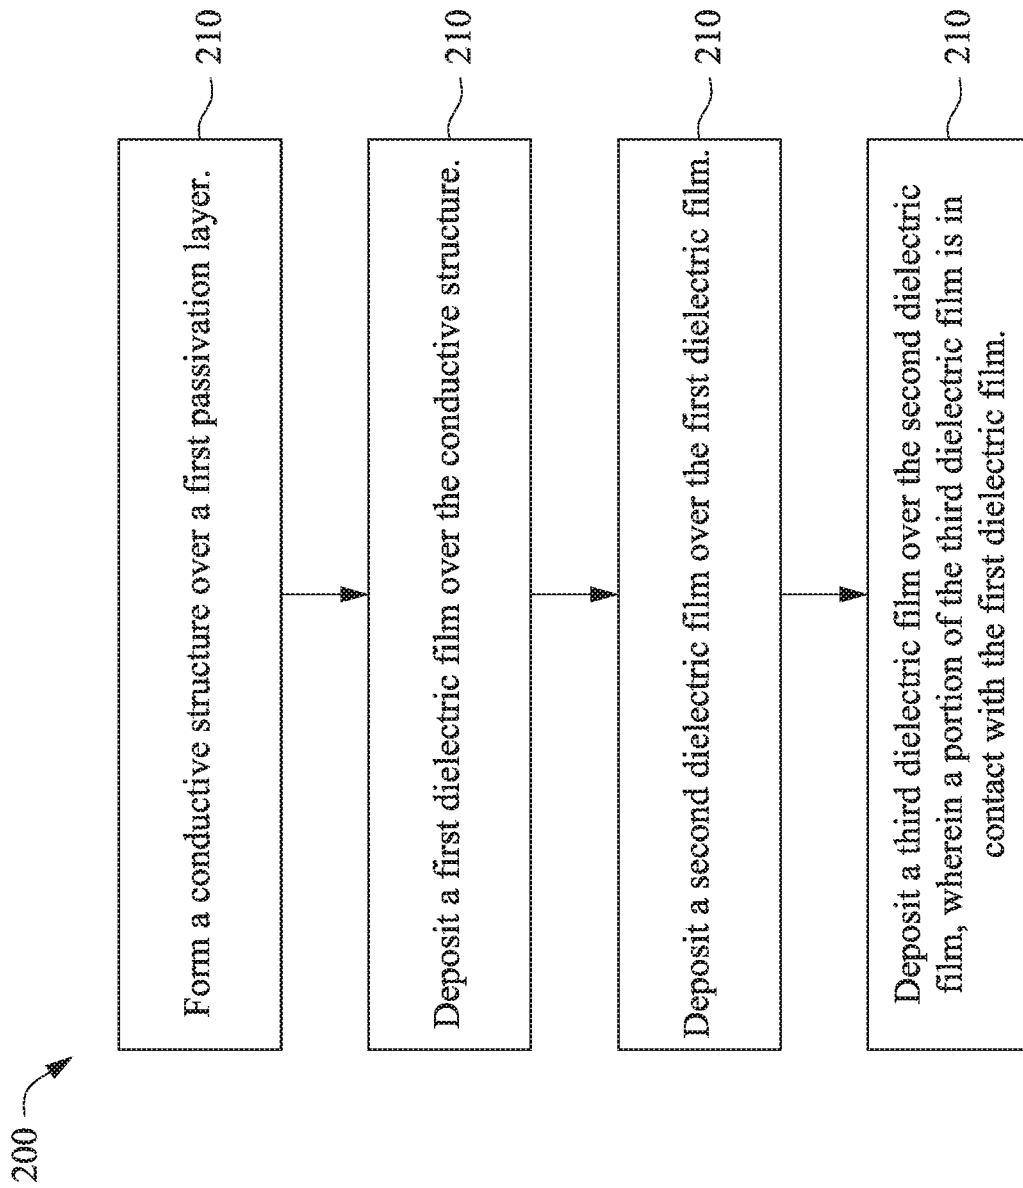 200
Form a conductive structure over a first passivation layer.
210
Deposit a first dielectric film over the conductive structure.
210
Deposit a second dielectric film over the first dielectric film.
210
Deposit a third dielectric film over the second dielectric
film, wherein a portion of the third dielectric film is in
contact with the first dielectric film.
210